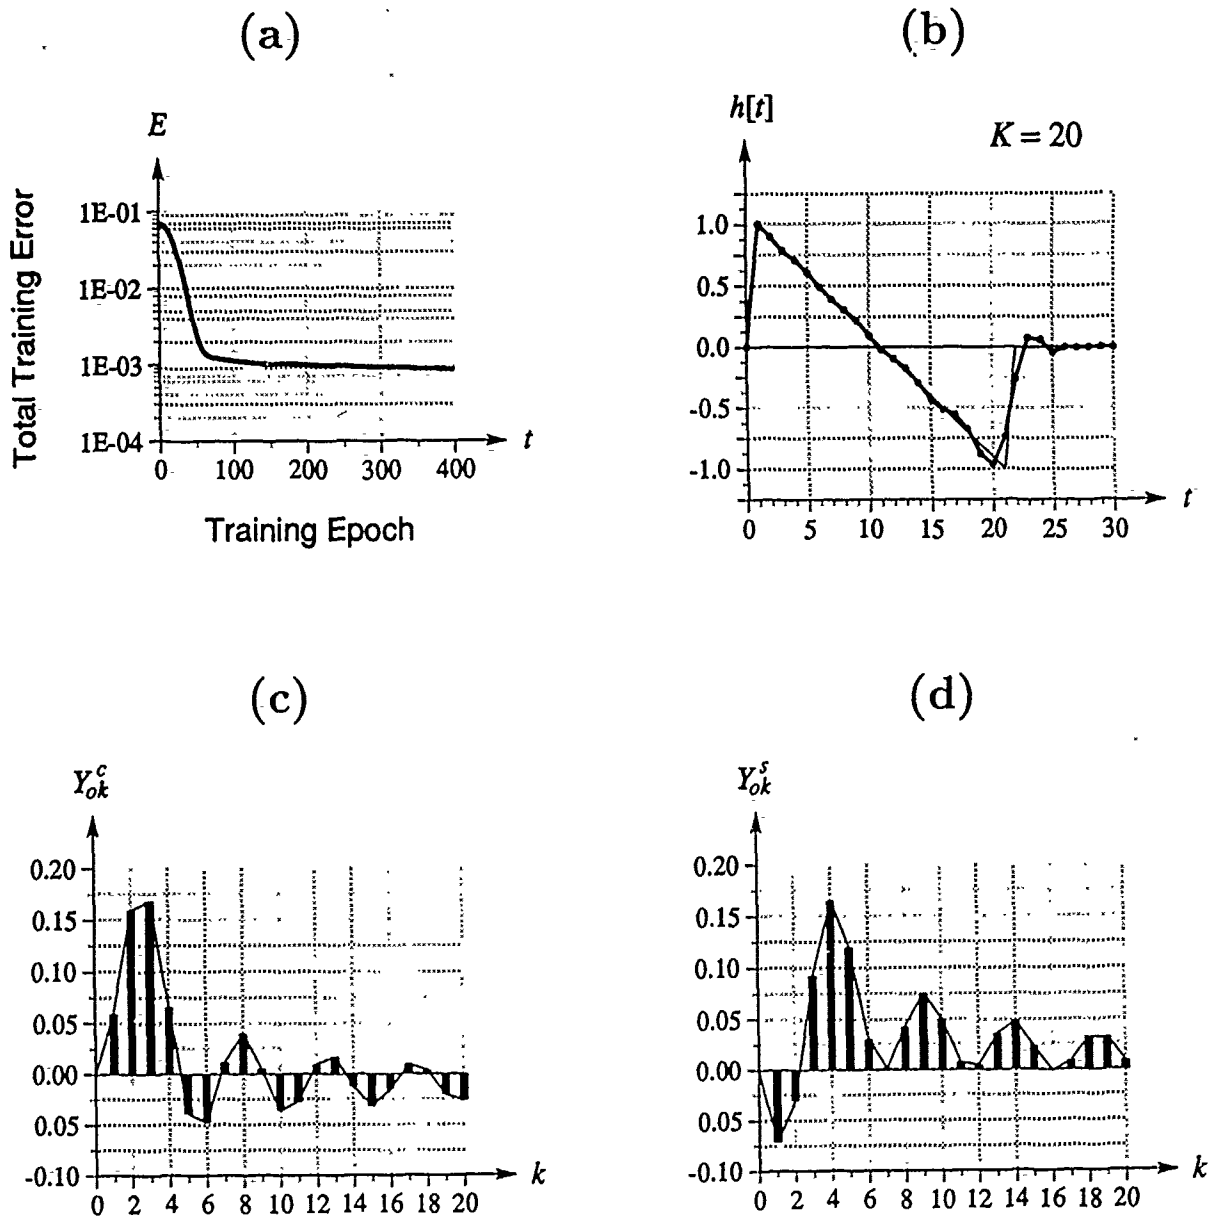 (a)
E
Total Training Error
1E-01
1E-02
1E-03
1E-04
0 100 200 300 400
t
Training Epoch
(b)
h[t]
K = 20
1.0
0.5
0.0
-0.5
-1.0
0 5 10 15 20 25 30
t
(c)
Y^c_ok
0.20
0.15
0.10
0.05
0.00
0.05
-0.10
0 2 4 6 8 10 12 14 16 18 20
k
(d)
Y^s_ok
0.20
0.15
0.10
0.05
0.00
0.05
-0.10
0 2 4 6 8 10 12 14 16 18 20
k